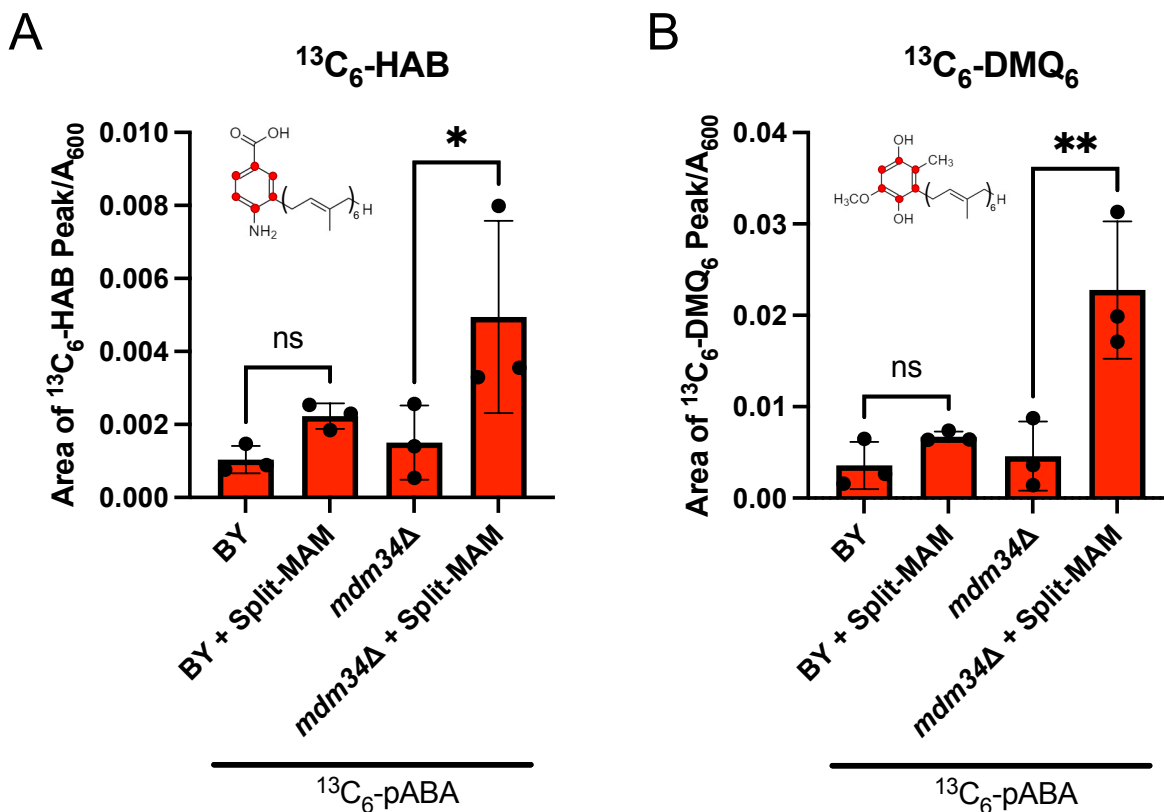 A
¹³C₆-HAB
Area of ¹³C₆-HAB Peak/A₆₀₀
0.010
0.008
0.006
0.004
0.002
0.000
O
OH
NH₂
6
H
ns
*
BY
BY + Split-MAM
mdm34Δ
mdm34Δ + Split-MAM
¹³C₆-pABA
B
¹³C₆-DMQ₆
Area of ¹³C₆-DMQ₆ Peak/A₆₀₀
0.04
0.03
0.02
0.01
0.00
OH
CH₃
H₃CO
OH
6
H
ns
**
BY
BY + Split-MAM
mdm34Δ
mdm34Δ + Split-MAM
¹³C₆-pABA